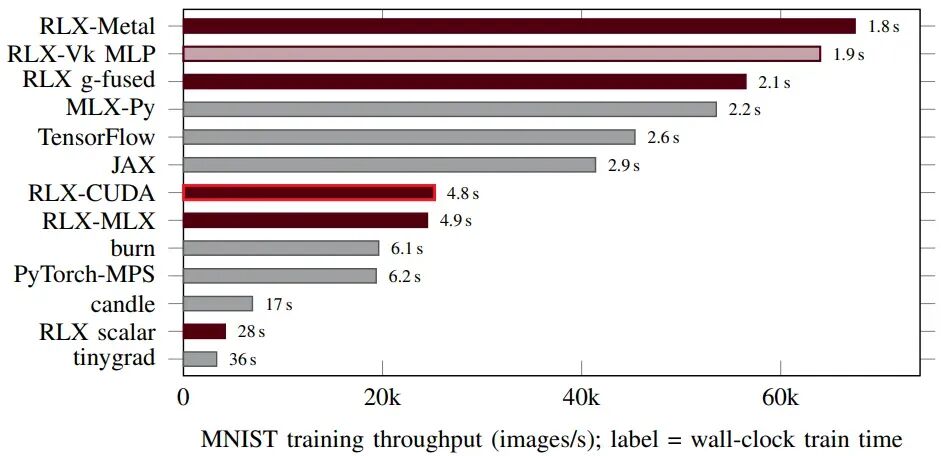 RLX-Metal 1.8 s
RLX-Vk MLP 1.9 s
RLX g-fused 2.1 s
MLX-Py 2.2 s
TensorFlow 2.6 s
JAX 2.9 s
RLX-CUDA 4.8 s
RLX-MLX 4.9 s
burn 6.1 s
PyTorch-MPS 6.2 s
candle 17 s
RLX scalar 28 s
tinygrad 36 s
0 20k 40k 60k
MNIST training throughput (images/s); label = wall-clock train time